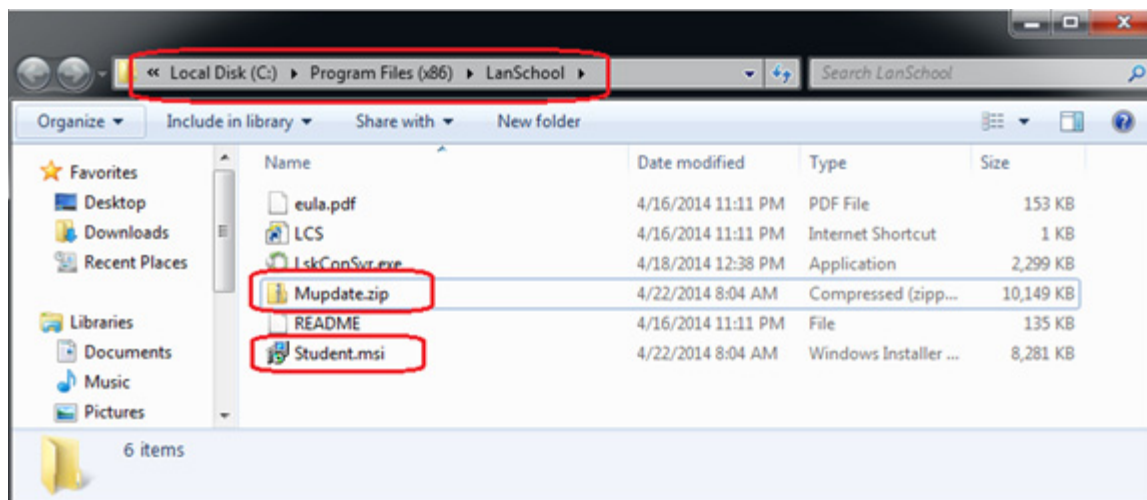 « Local Disk (C:) ▸ Program Files (x86) ▸ LanSchool ▸ Search LanSchool
Organize ▾ Include in library ▾ Share with ▾ New folder
Name Date modified Type Size
Favorites
Desktop
Downloads
Recent Places
Libraries
Documents
Music
Pictures
eula.pdf 4/16/2014 11:11 PM PDF File 153 KB
LCS 4/16/2014 11:11 PM Internet Shortcut 1 KB
LskConSvr.exe 4/18/2014 12:38 PM Application 2,299 KB
Mupdate.zip 4/22/2014 8:04 AM Compressed (zipp... 10,149 KB
README 4/16/2014 11:11 PM File 135 KB
Student.msi 4/22/2014 8:04 AM Windows Installer ... 8,281 KB
6 items